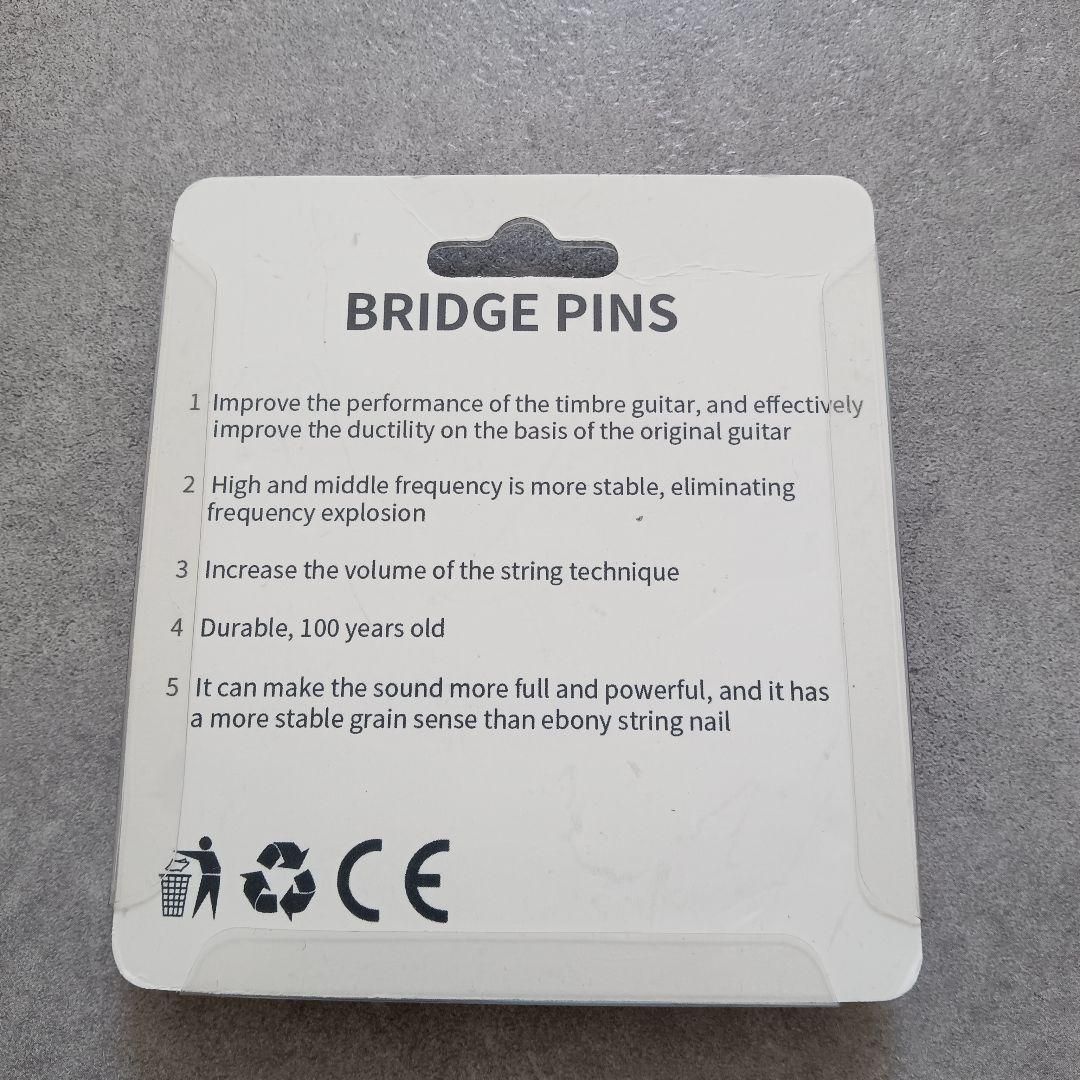 BRIDGE PINS
1 Improve the performance of the timbre guitar, and effectively
improve the ductility on the basis of the original guitar
2 High and middle frequency is more stable, eliminating
frequency explosion
3 Increase the volume of the string technique
4 Durable, 100 years old
5 It can make the sound more full and powerful, and it has
a more stable grain sense than ebony string nail
CE